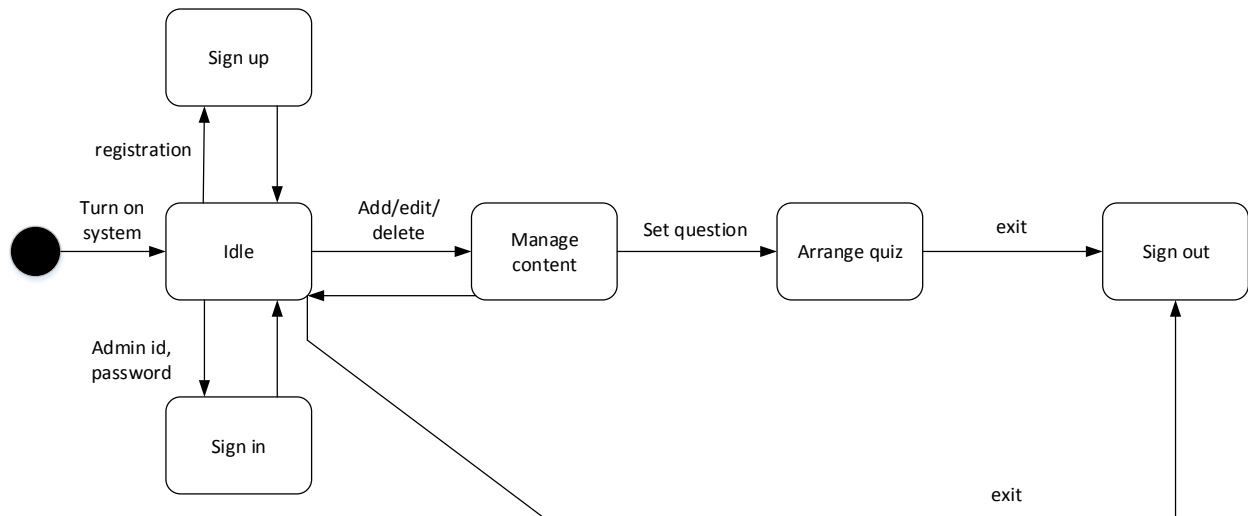 Sign up
registration
Turn on
system
Idle
Add/edit/
delete
Manage
content
Set question
Arrange quiz
exit
Sign out
Admin id,
password
Sign in
exit